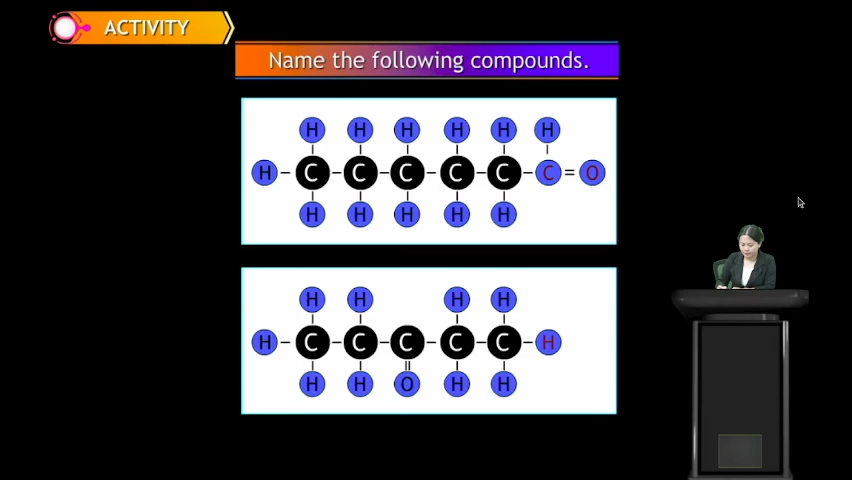 ACTIVITY
Name the following compounds.
H H H H H H
H - C - C - C - C - C - C = O
H H H H H
H H H H
H - C - C - C - C - C - H
H H O H H